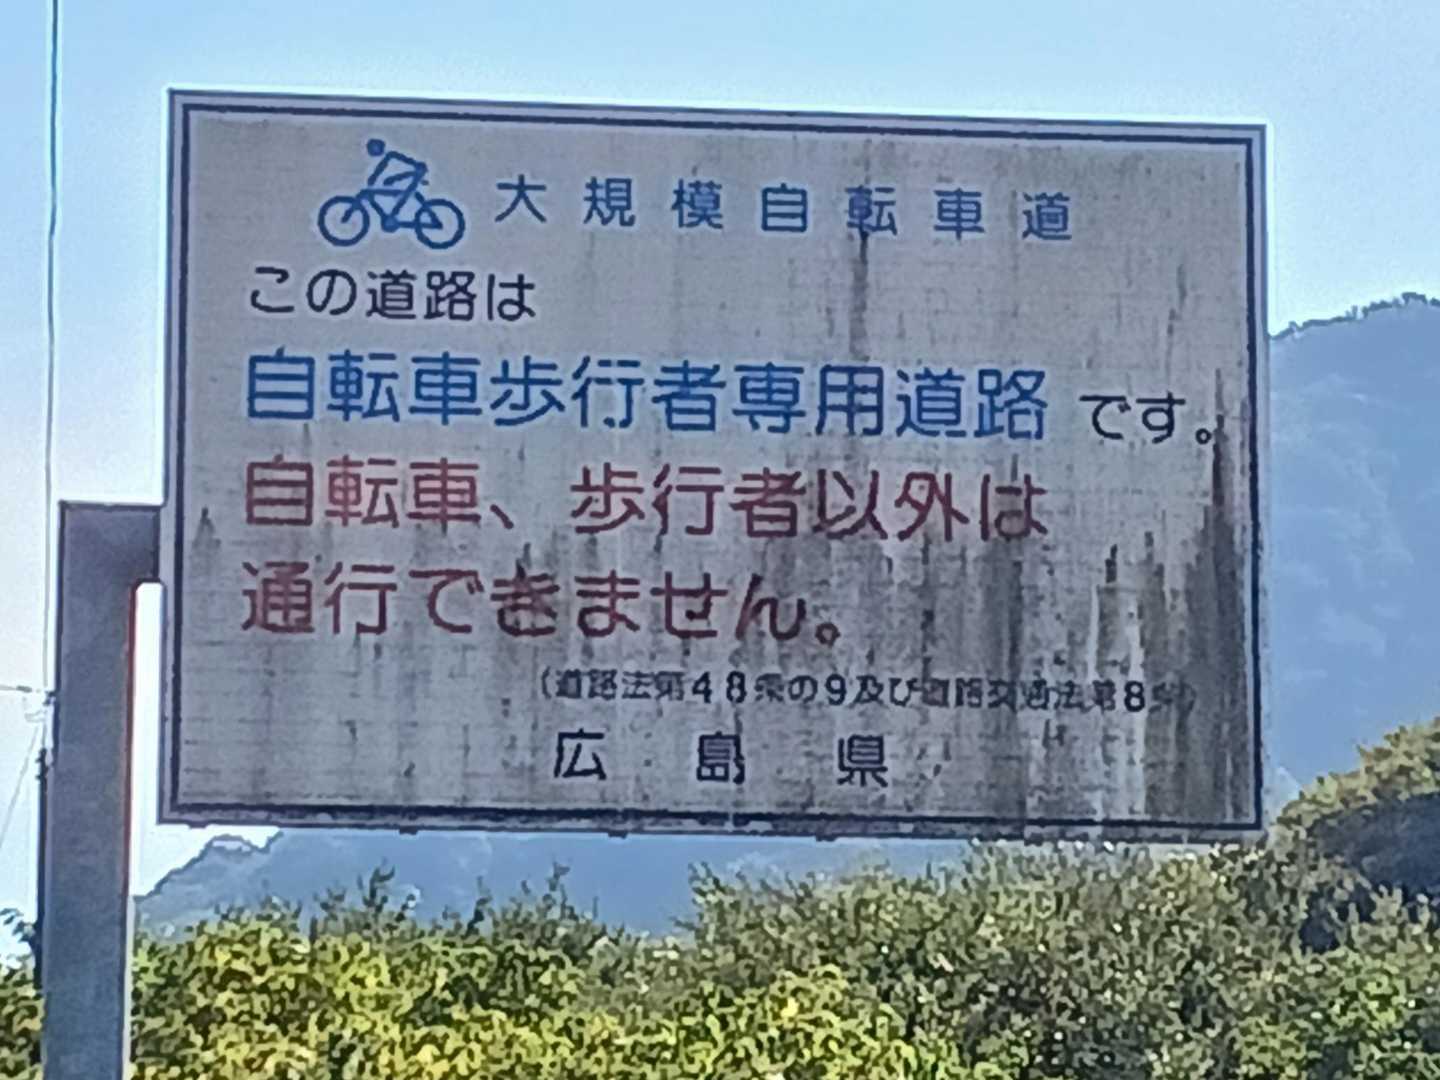 大規模自転車道
この道路は
自転車歩行者専用道路 です。
自転車、歩行者以外は
通行できません。
(道路法第48条の9及び道路交通法第8条)
広島県